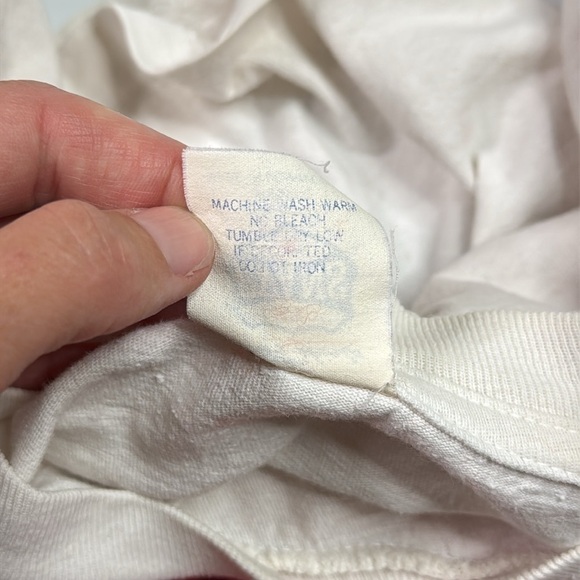 MACHINE WASH WARM
NO BLEACH
TUMBLE DRY LOW
IF DECORATED
DO NOT IRON